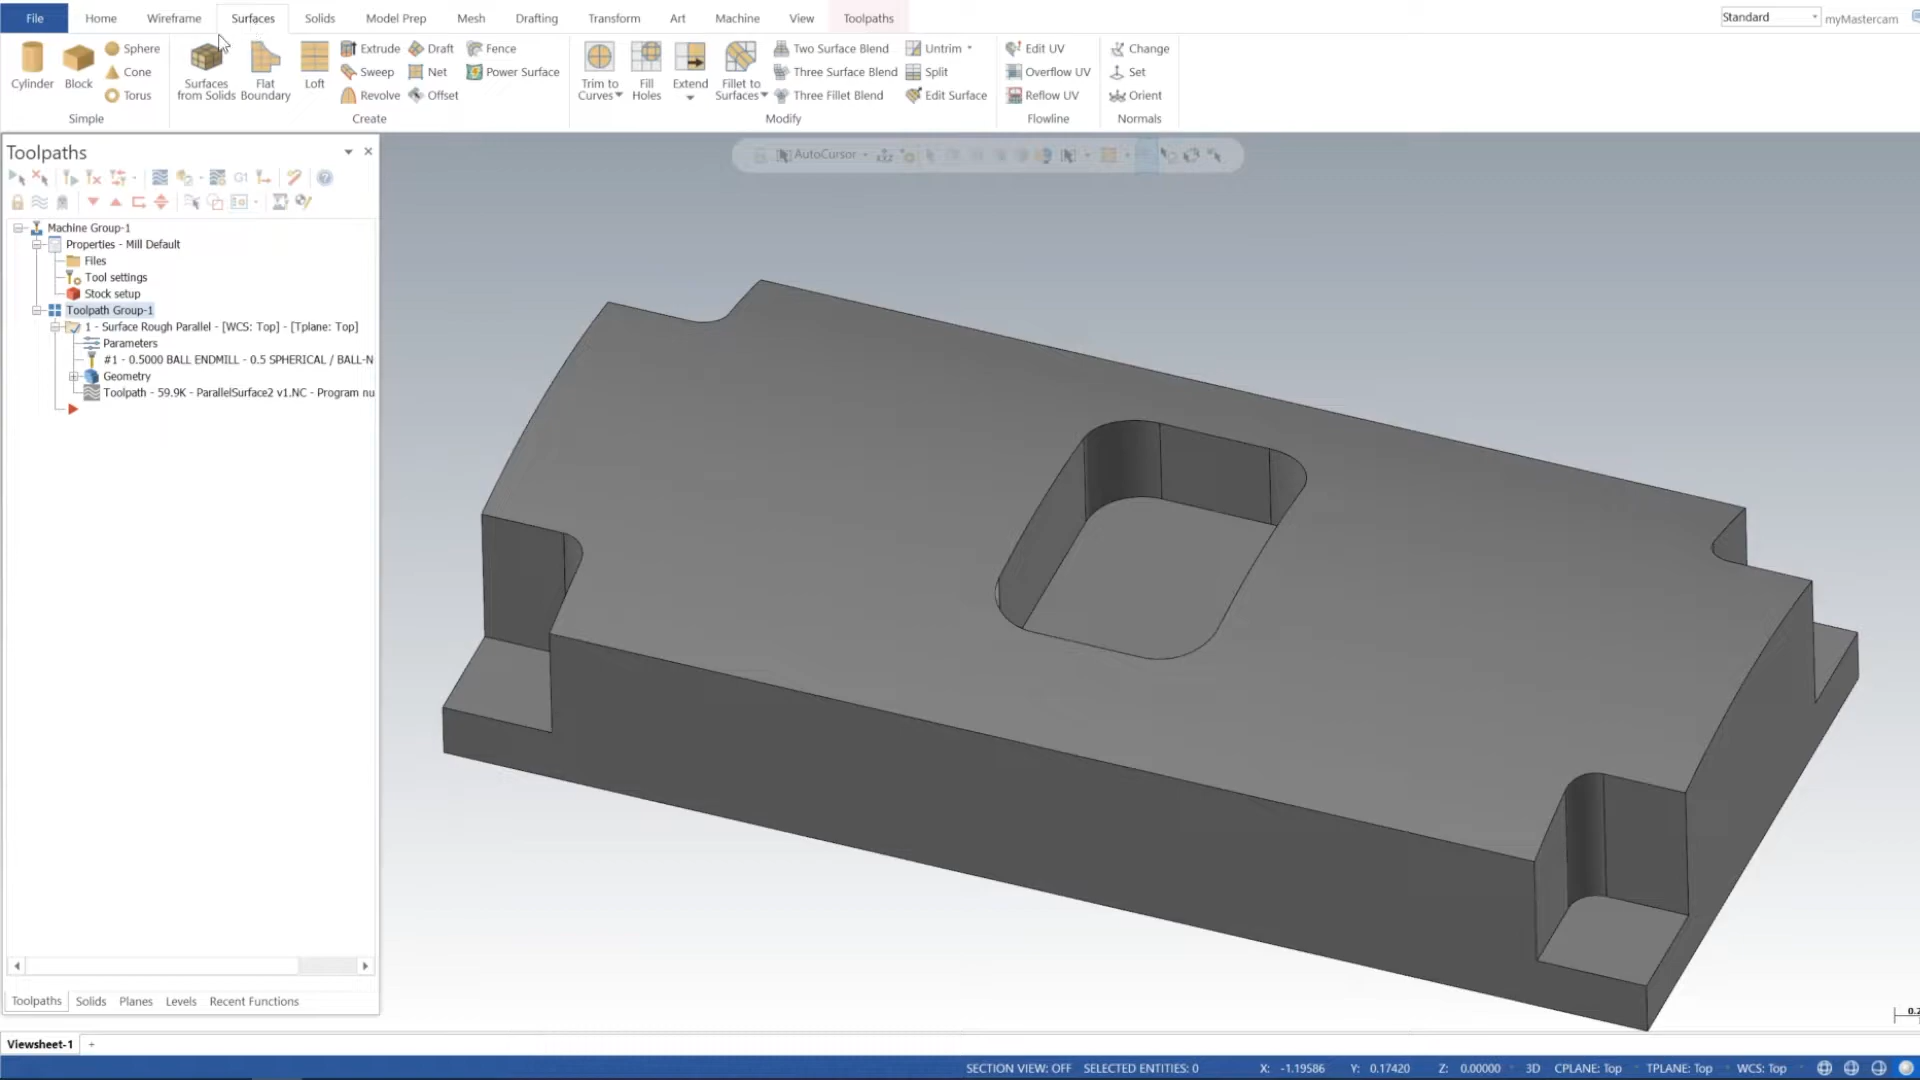 File Home Wireframe Surfaces Solids Model Prep Mesh Drafting Transform Art Machine View Toolpaths
Standard myMastercam
Cylinder Block Sphere Cone Torus
Simple
Surfaces from Solids Flat Boundary Loft Extrude Sweep Revolve Draft Net Offset Fence Power Surface
Create
Trim to Curves Fill Holes Extend Fillet to Surfaces Two Surface Blend Three Surface Blend Three Fillet Blend Untrim Split Edit Surface
Modify
Edit UV Overflow UV Reflow UV
Flowline
Change Set Orient
Normals
Toolpaths
AutoCursor
G1
Machine Group-1
Properties - Mill Default
Files
Tool settings
Stock setup
Toolpath Group-1
1 - Surface Rough Parallel - [WCS: Top] - [Tplane: Top]
Parameters
#1 - 0.5000 BALL ENDMILL - 0.5 SPHERICAL / BALL-N
Geometry
Toolpath - 59.9K - ParallelSurface2 v1.NC - Program nu
Toolpaths Solids Planes Levels Recent Functions
0.2
Viewsheet-1 +
SECTION VIEW: OFF SELECTED ENTITIES: 0 X: -1.19586 Y: 0.17420 Z: 0.00000 3D CPLANE: Top TPLANE: Top WCS: Top